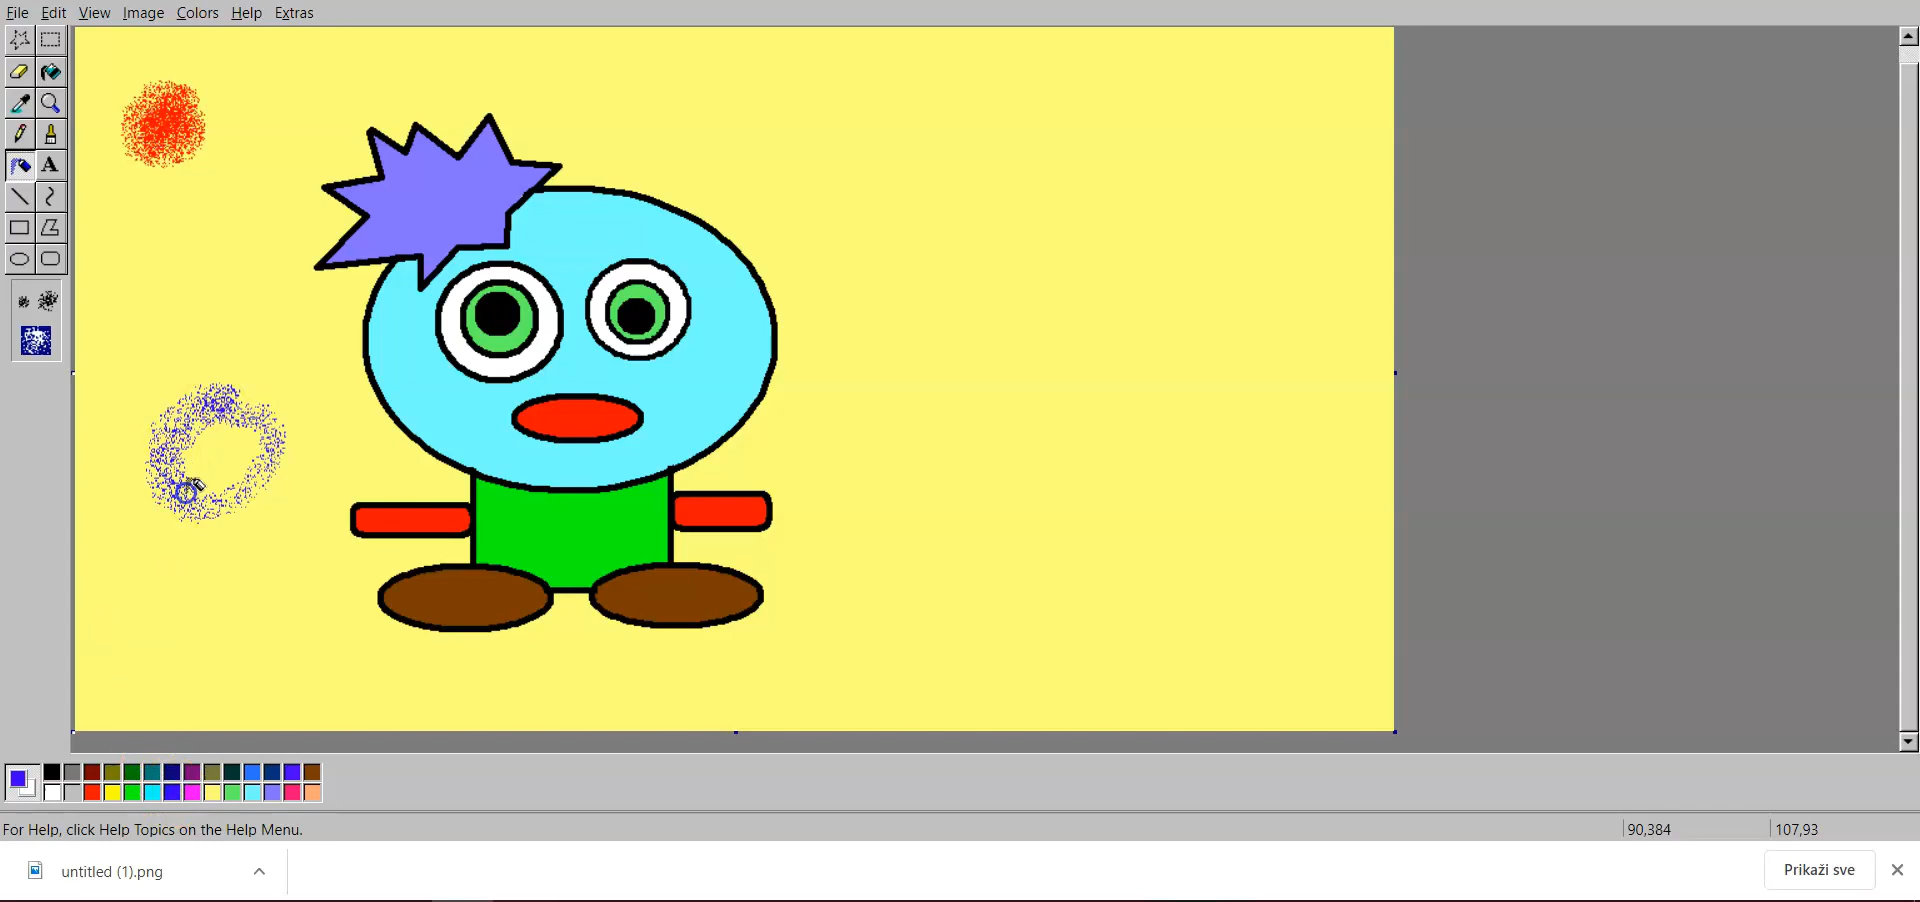 File Edit View Image Colors Help Extras
A
For Help, click Help Topics on the Help Menu.
90,384
107,93
untitled (1).png
Prikaži sve